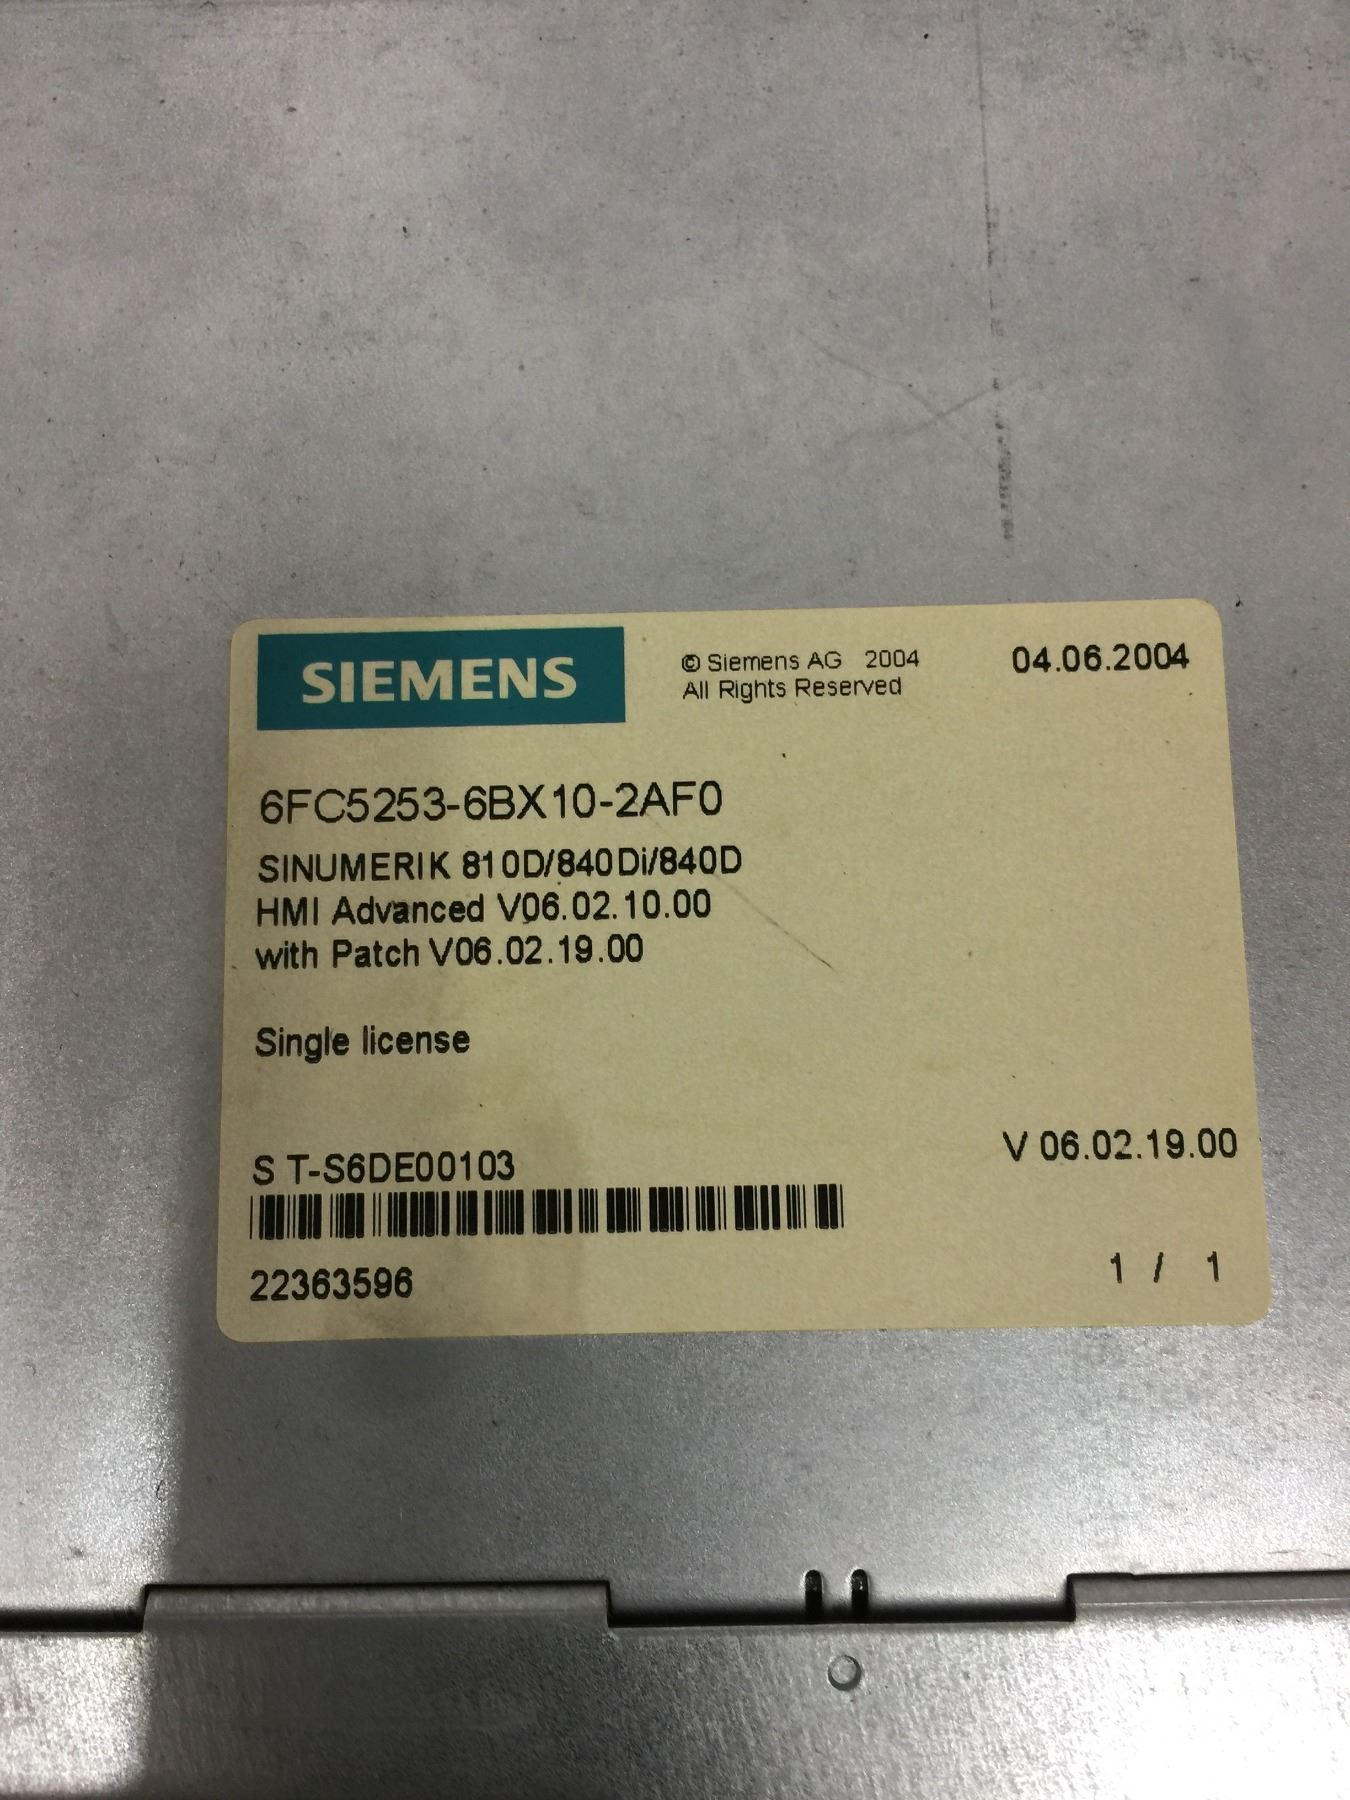 SIEMENS
© Siemens AG 2004
All Rights Reserved
04.06.2004
6FC5253-6BX10-2AF0
SINUMERIK 810D/840Di/840D
HMI Advanced V06.02.10.00
with Patch V06.02.19.00
Single license
S T-S6DE00103
V 06.02.19.00
22363596
1 / 1